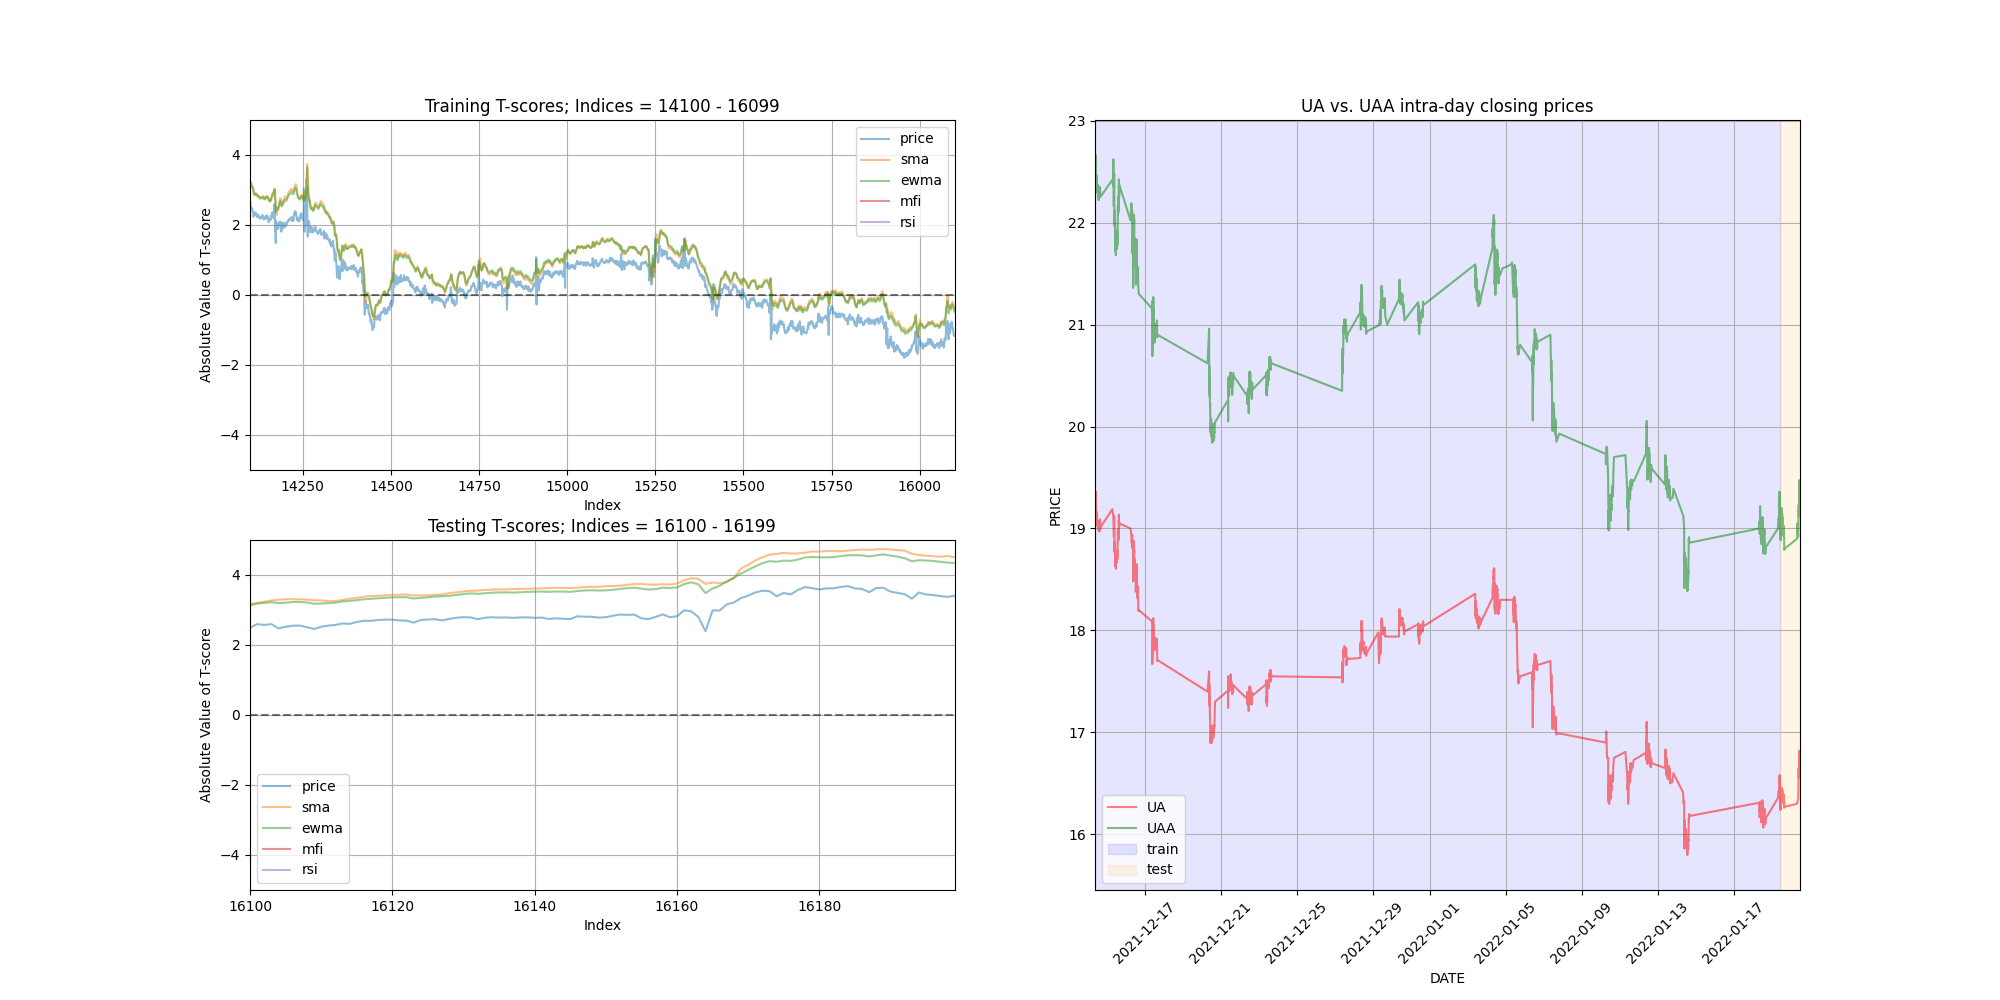 Training T-scores; Indices = 14100 - 16099
Absolute Value of T-score
4
2
0
−2
−4
14250 14500 14750 15000 15250 15500 15750 16000
Index
price
sma
ewma
mfi
rsi
Testing T-scores; Indices = 16100 - 16199
Absolute Value of T-score
4
2
0
−2
−4
16100 16120 16140 16160 16180
Index
price
sma
ewma
mfi
rsi
UA vs. UAA intra-day closing prices
PRICE
23
22
21
20
19
18
17
16
UA
UAA
train
test
2021-12-17 2021-12-21 2021-12-25 2021-12-29 2022-01-01 2022-01-05 2022-01-09 2022-01-13 2022-01-17
DATE